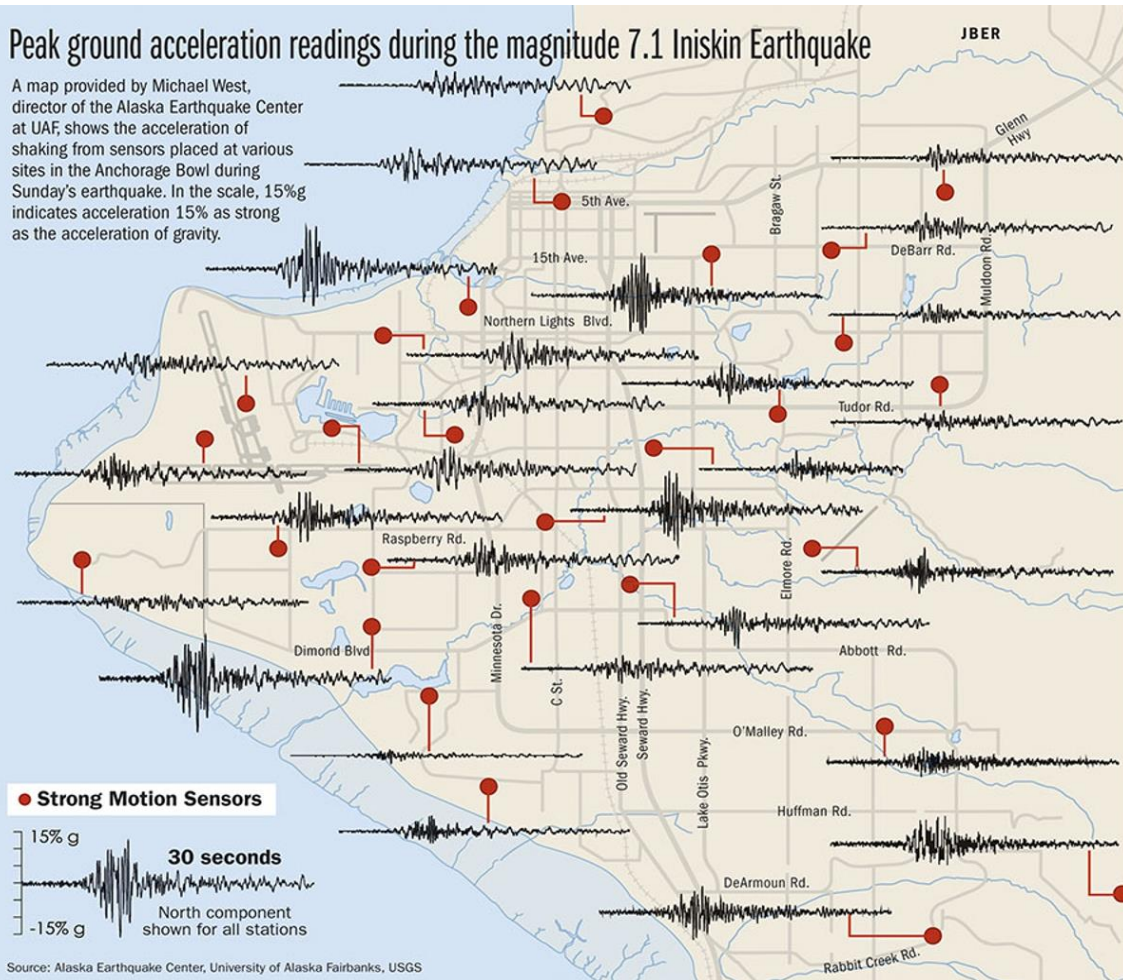 Peak ground acceleration readings during the magnitude 7.1 Iniskin Earthquake
JBER
A map provided by Michael West,
director of the Alaska Earthquake Center
at UAF, shows the acceleration of
shaking from sensors placed at various
sites in the Anchorage Bowl during
Sunday's earthquake. In the scale, 15%g
indicates acceleration 15% as strong
as the acceleration of gravity.
Glenn
Hwy
5th Ave.
Bragaw St.
DeBarr Rd.
Muldoon Rd.
15th Ave.
Northern Lights Blvd.
Tudor Rd.
Raspberry Rd.
Elmore Rd.
Minnesota Dr.
Dimond Blvd
Abbott Rd.
C St.
Old Seward Hwy.
Seward Hwy.
O'Malley Rd.
Lake Otis Pkwy.
Strong Motion Sensors
Huffman Rd.
15% g
30 seconds
North component
shown for all stations
-15% g
DeArmoun Rd.
Rabbit Creek Rd.
Source: Alaska Earthquake Center, University of Alaska Fairbanks, USGS